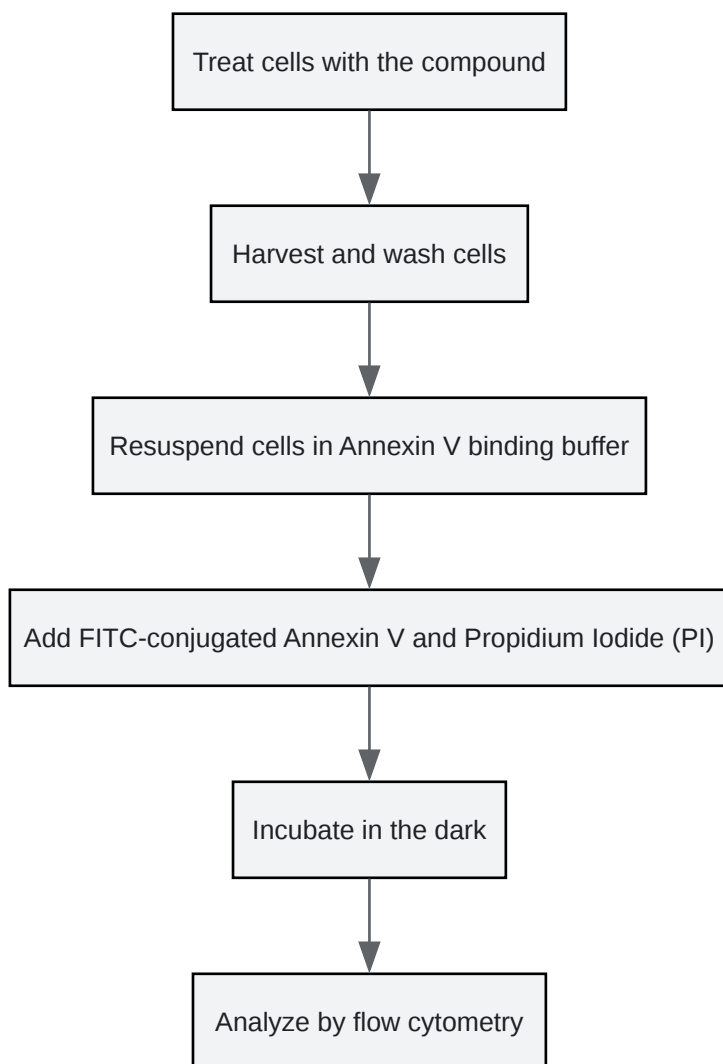 Treat cells with the compound
Harvest and wash cells
Resuspend cells in Annexin V binding buffer
Add FITC-conjugated Annexin V and Propidium Iodide (PI)
Incubate in the dark
Analyze by flow cytometry